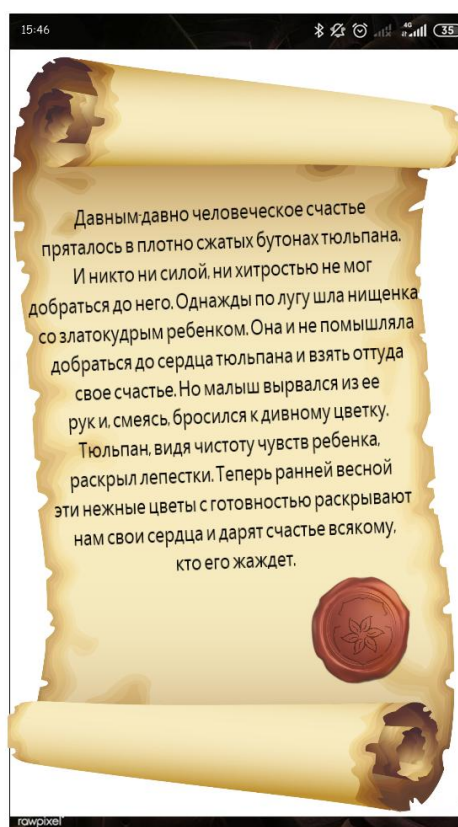 15:46
4G
35
Давным-давно человеческое счастье
пряталось в плотно сжатых бутонах тюльпана.
И никто ни силой, ни хитростью не мог
добраться до него. Однажды по лугу шла нищенка
со златокудрым ребенком. Она и не помышляла
добраться до сердца тюльпана и взять оттуда
свое счастье. Но малыш вырвался из ее
рук и, смеясь, бросился к дивному цветку.
Тюльпан, видя чистоту чувств ребенка,
раскрыл лепестки. Теперь ранней весной
эти нежные цветы с готовностью раскрывают
нам свои сердца и дарят счастье всякому,
кто его жаждет.
rawpixel